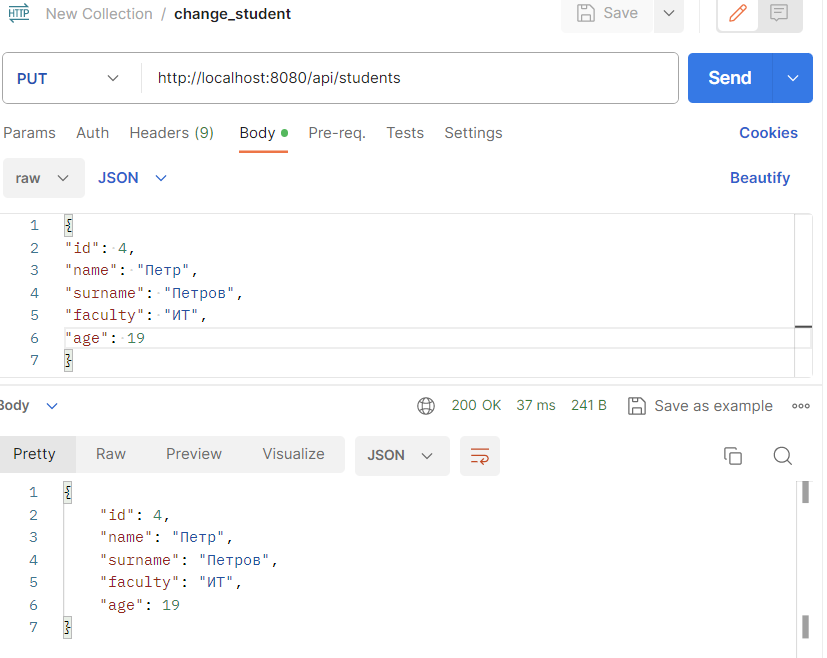 HTTP New Collection / change_student Save
PUT http://localhost:8080/api/students Send
Params Auth Headers (9) Body Pre-req. Tests Settings Cookies
raw JSON Beautify
1 {
2 "id": 4,
3 "name": "Петр",
4 "surname": "Петров",
5 "faculty": "ИТ",
6 "age": 19
7 }
Body 200 OK 37 ms 241 B Save as example
Pretty Raw Preview Visualize JSON
1 {
2 "id": 4,
3 "name": "Петр",
4 "surname": "Петров",
5 "faculty": "ИТ",
6 "age": 19
7 }